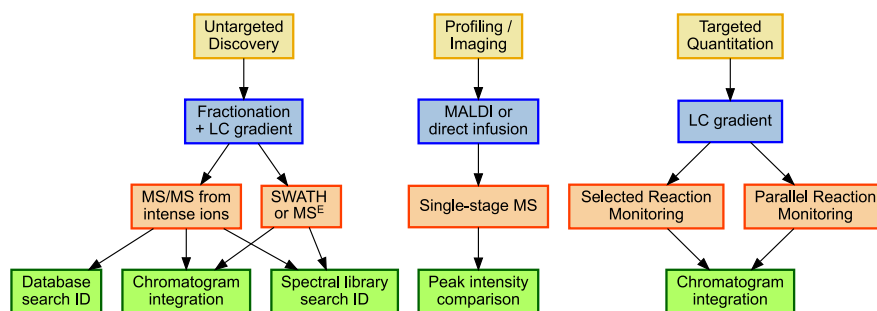 Untargeted
Discovery
Profiling /
Imaging
Targeted
Quantitation
Fractionation
+ LC gradient
MALDI or
direct infusion
LC gradient
MS/MS from
intense ions
SWATH
or MSᴱ
Single-stage MS
Selected Reaction
Monitoring
Parallel Reaction
Monitoring
Database
search ID
Chromatogram
integration
Spectral library
search ID
Peak intensity
comparison
Chromatogram
integration